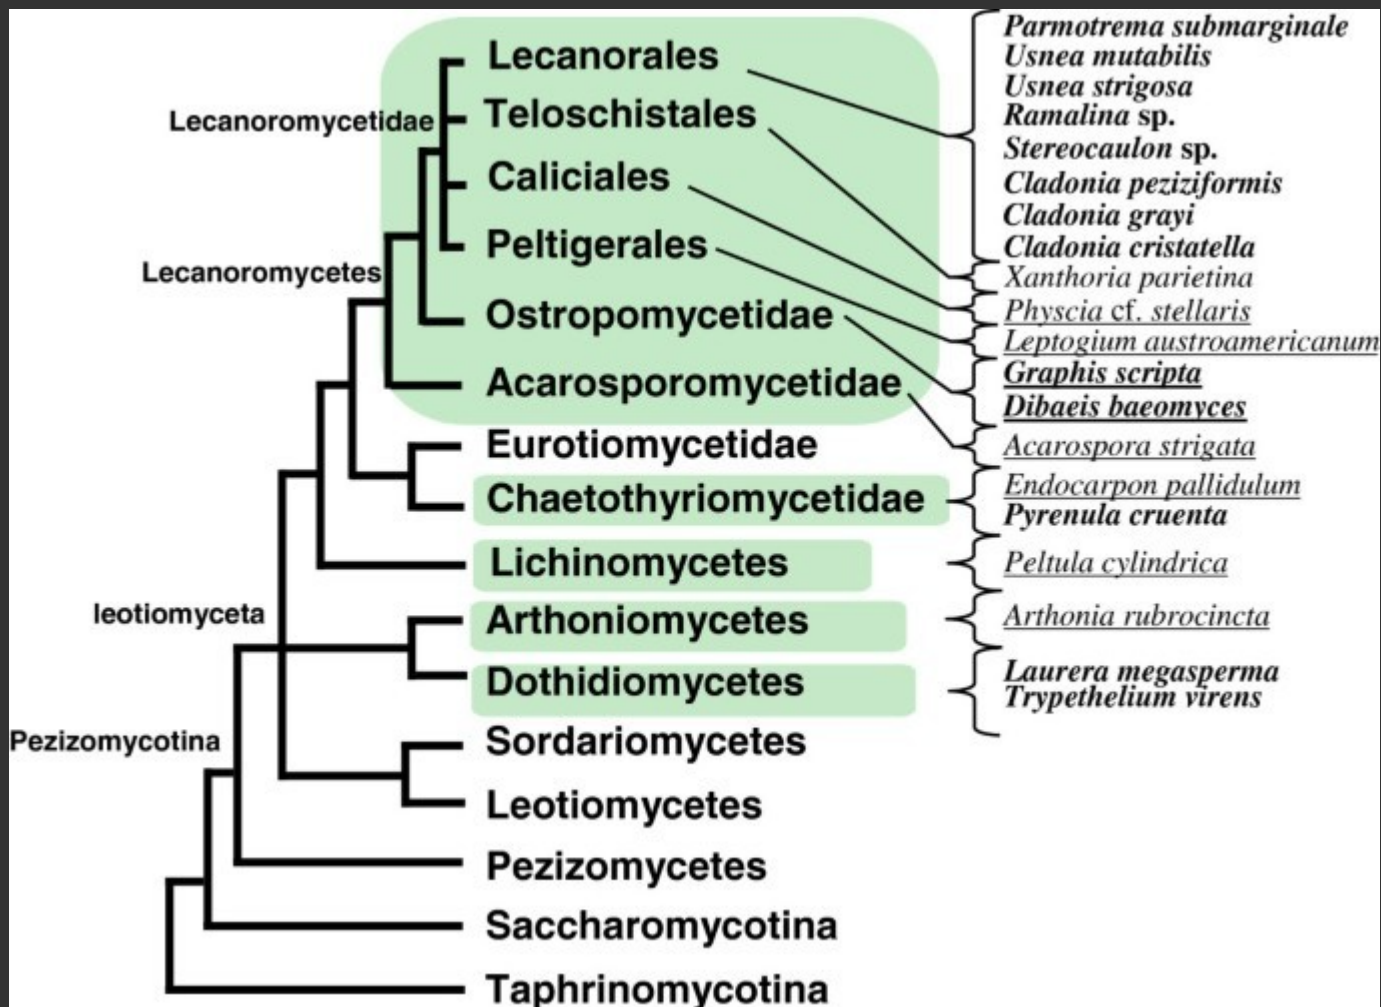 Lecanorales
Teloschistales
Lecanoromycetidae
Caliciales
Peltigerales
Lecanoromycetes
Ostropomycetidae
Acarosporomycetidae
Eurotiomycetidae
Chaetothyriomycetidae
Lichinomycetes
leotiomyceta
Arthoniomycetes
Dothidiomycetes
Pezizomycotina
Sordariomycetes
Leotiomycetes
Pezizomycetes
Saccharomycotina
Taphrinomycotina
Parmotrema submarginale
Usnea mutabilis
Usnea strigosa
Ramalina sp.
Stereocaulon sp.
Cladonia peziziformis
Cladonia grayi
Cladonia cristatella
Xanthoria parietina
Physcia cf. stellaris
Leptogium austroamericanum
Graphis scripta
Dibaeis baeomyces
Acarospora strigata
Endocarpon pallidulum
Pyrenula cruenta
Peltula cylindrica
Arthonia rubrocincta
Laurera megasperma
Trypethelium virens